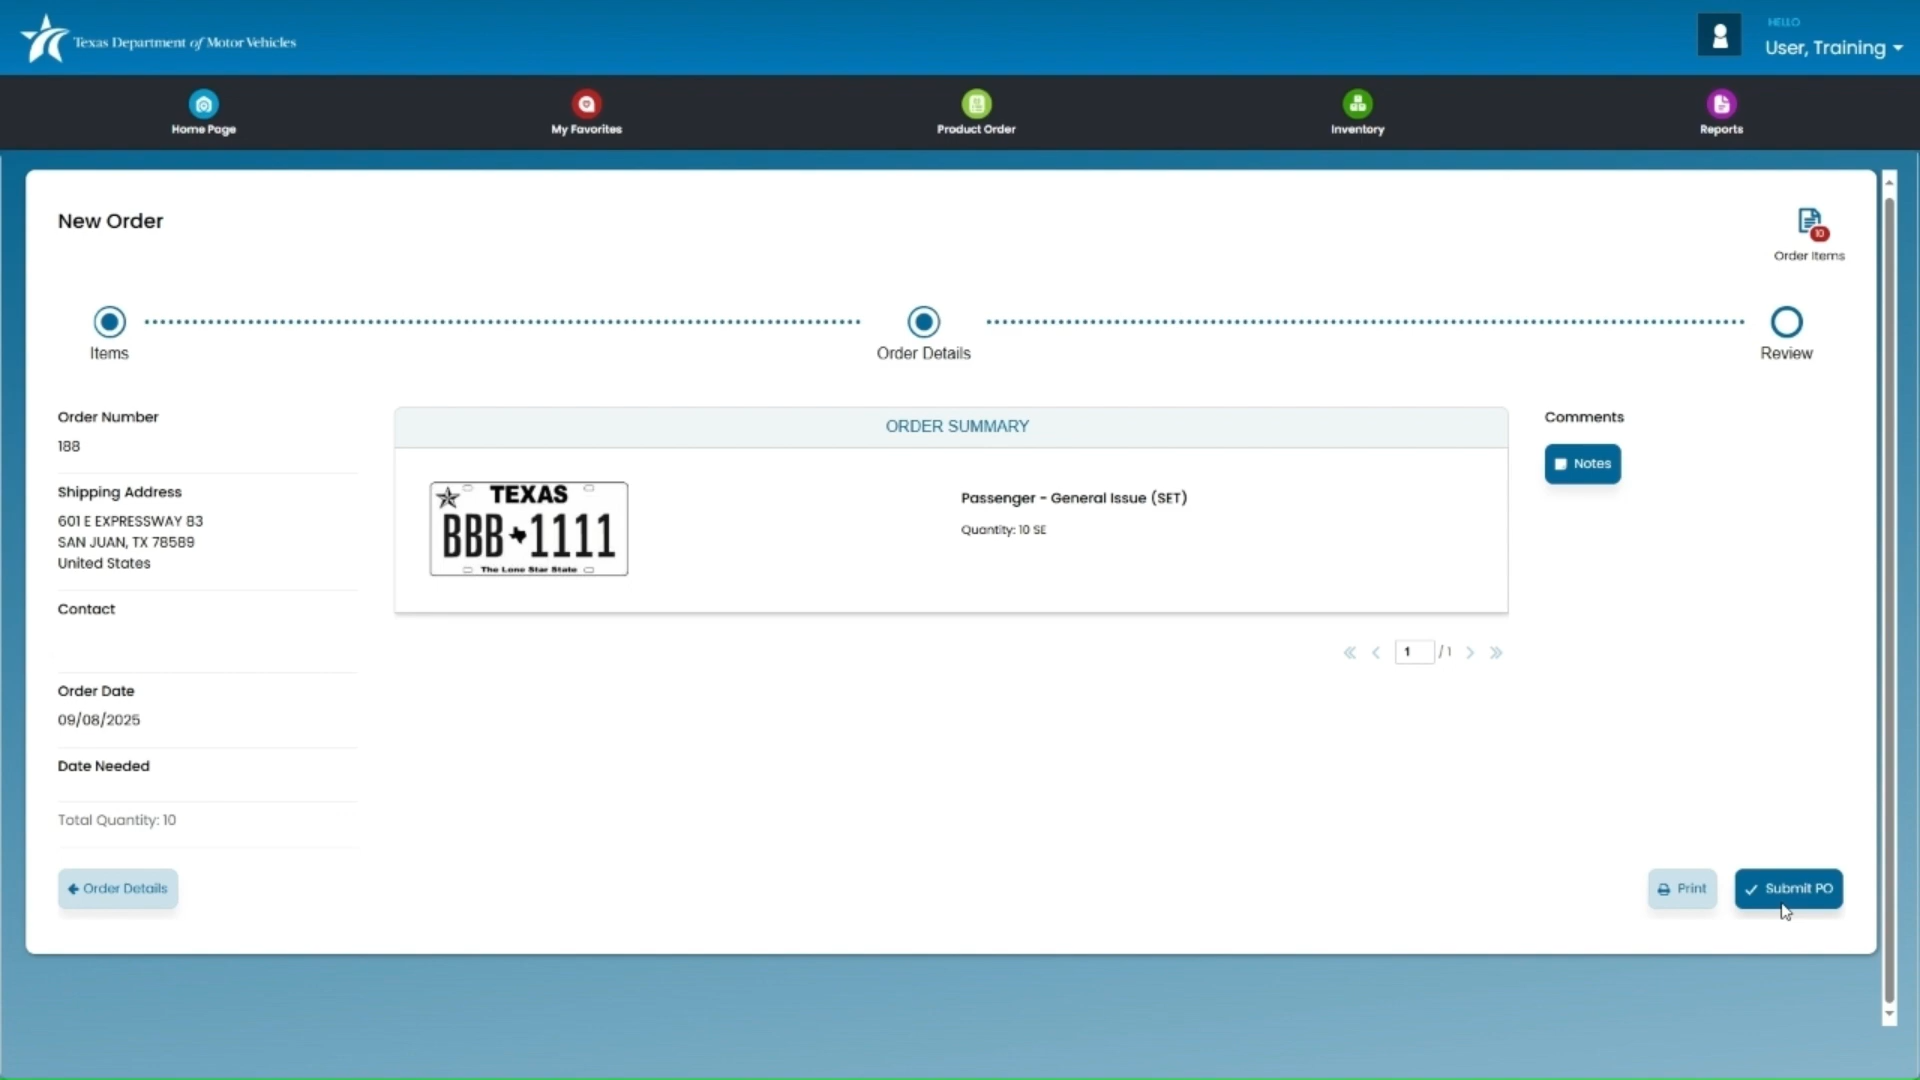 Texas Department of Motor Vehicles
HELLO
User, Training
Home Page
My Favorites
Product Order
Inventory
Reports
New Order
10
Order Items
Items
Order Details
Review
Order Number
188
Shipping Address
601 E EXPRESSWAY 83
SAN JUAN, TX 78589
United States
Contact
Order Date
09/08/2025
Date Needed
Total Quantity: 10
ORDER SUMMARY
TEXAS
BBB 1111
The Lone Star State
Passenger - General Issue (SET)
Quantity: 10 SE
1 / 1
Comments
Notes
Order Details
Print
Submit PO